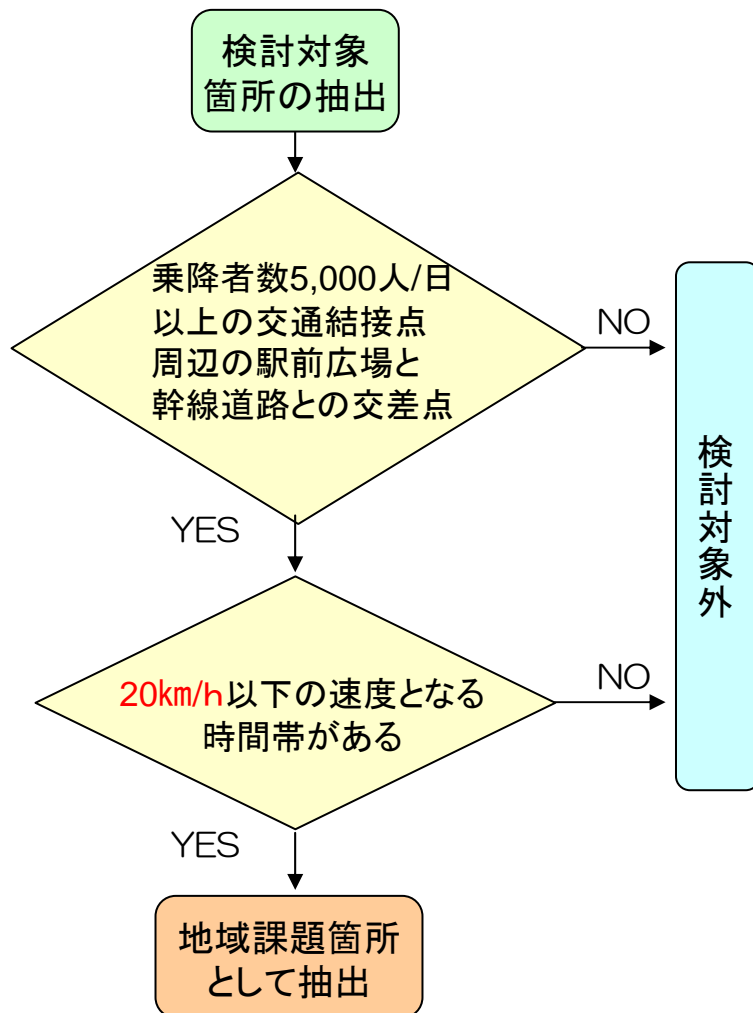 検討対象
箇所の抽出
乗降者数5,000人/日
以上の交通結接点
周辺の駅前広場と
幹線道路との交差点
NO
検討対象外
YES
20km/h以下の速度となる
時間帯がある
NO
YES
地域課題箇所
として抽出